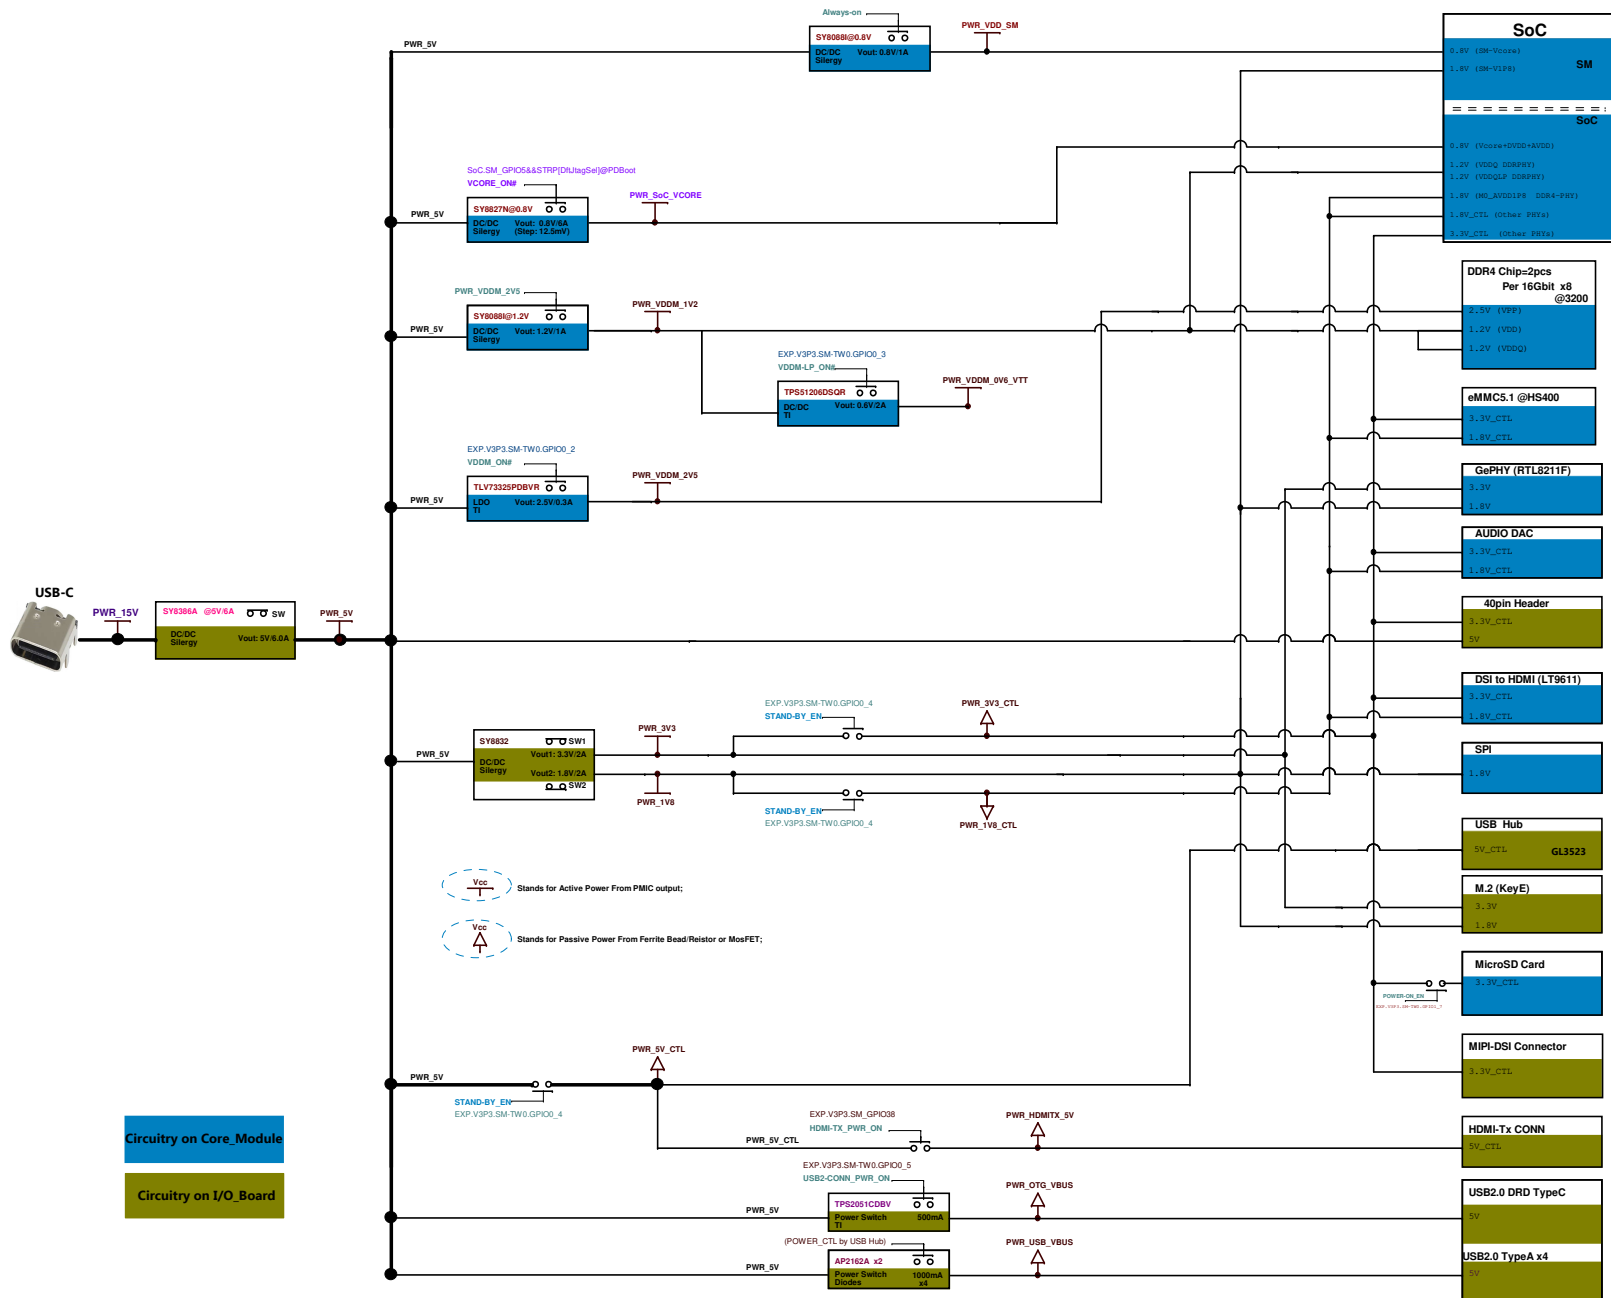 Always-on
SY8088I@0.8V
DC/DC
Silergy
Vout: 0.8V/1A
PWR_5V
PWR_VDD_SM
SoC
0.8V (SM-Vcore)
1.8V (SM-V1P8)
SM
SoC
0.8V (Vcore+DVDD+AVDD)
1.2V (VDDQ DDRPHY)
1.2V (VDDQLP DDRPHY)
1.8V (MD_AVDD1P8 DDR4-PHY)
1.8V_CTL (Other PHYs)
3.3V_CTL (Other PHYs)
SoC.SM_GPIO5&&STRP[DftJtagSel]@PDBoot
VCORE_ON#
SY8827N@0.8V
DC/DC
Silergy
Vout: 0.8V/6A
(Step: 12.5mV)
PWR_5V
PWR_SoC_VCORE
PWR_VDDM_2V5
SY8088I@1.2V
DC/DC
Silergy
Vout: 1.2V/1A
PWR_5V
PWR_VDDM_1V2
DDR4 Chip=2pcs
Per 16Gbit x8
@3200
2.5V (VPP)
1.2V (VDD)
1.2V (VDDQ)
EXP.V3P3.SM-TW0.GPIO0_3
VDDM-LP_ON#
TPS51206DSQR
DC/DC
TI
Vout: 0.6V/2A
PWR_VDDM_0V6_VTT
eMMC5.1 @HS400
3.3V_CTL
1.8V_CTL
EXP.V3P3.SM-TW0.GPIO0_2
VDDM_ON#
TLV73325PDBVR
LDO
TI
Vout: 2.5V/0.3A
PWR_5V
PWR_VDDM_2V5
GePHY (RTL8211F)
3.3V
1.8V
AUDIO DAC
3.3V_CTL
1.8V_CTL
USB-C
PWR_15V
SY8386A @5V/6A
SW
DC/DC
Silergy
Vout: 5V/6.0A
PWR_5V
40pin Header
3.3V_CTL
5V
DSI to HDMI (LT9611)
3.3V_CTL
1.8V_CTL
PWR_5V
SY8832
SW1
DC/DC
Silergy
Vout1: 3.3V/2A
Vout2: 1.8V/2A
SW2
PWR_3V3
PWR_1V8
EXP.V3P3.SM-TW0.GPIO0_4
STAND-BY_EN
PWR_3V3_CTL
STAND-BY_EN
EXP.V3P3.SM-TW0.GPIO0_4
PWR_1V8_CTL
SPI
1.8V
USB Hub
5V_CTL
GL3523
M.2 (KeyE)
3.3V
1.8V
Vcc
Stands for Active Power From PMIC output;
Vcc
Stands for Passive Power From Ferrite Bead/Reistor or MosFET;
MicroSD Card
3.3V_CTL
POWER-ON_EN
MIPI-DSI Connector
3.3V_CTL
PWR_5V
STAND-BY_EN
EXP.V3P3.SM-TW0.GPIO0_4
PWR_5V_CTL
PWR_5V_CTL
EXP.V3P3.SM_GPIO38
HDMI-TX_PWR_ON
PWR_HDMITX_5V
HDMI-Tx CONN
5V_CTL
EXP.V3P3.SM-TW0.GPIO0_5
USB2-CONN_PWR_ON
TPS2051CDBV
Power Switch
TI
500mA
PWR_5V
PWR_OTG_VBUS
USB2.0 DRD TypeC
5V
(POWER_CTL by USB Hub)
AP2162A x2
Power Switch
Diodes
1000mA
x4
PWR_5V
PWR_USB_VBUS
USB2.0 TypeA x4
5V
Circuitry on Core_Module
Circuitry on I/O_Board